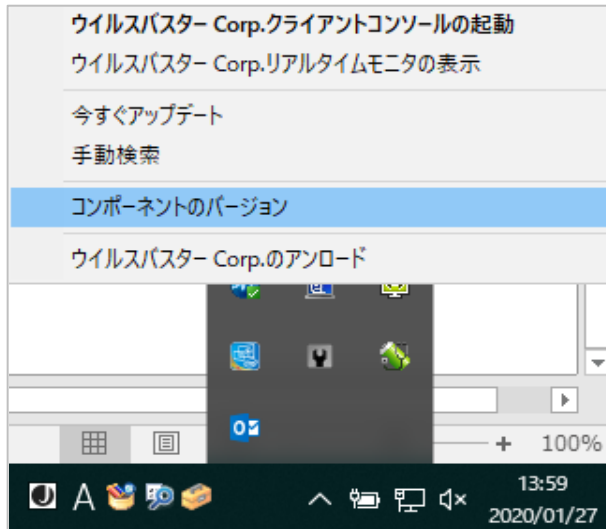 ウイルスバスター Corp.クライアントコンソールの起動
ウイルスバスター Corp.リアルタイムモニタの表示
今すぐアップデート
手動検索
コンポーネントのバージョン
ウイルスバスター Corp.のアンロード
100%
A
13:59
2020/01/27